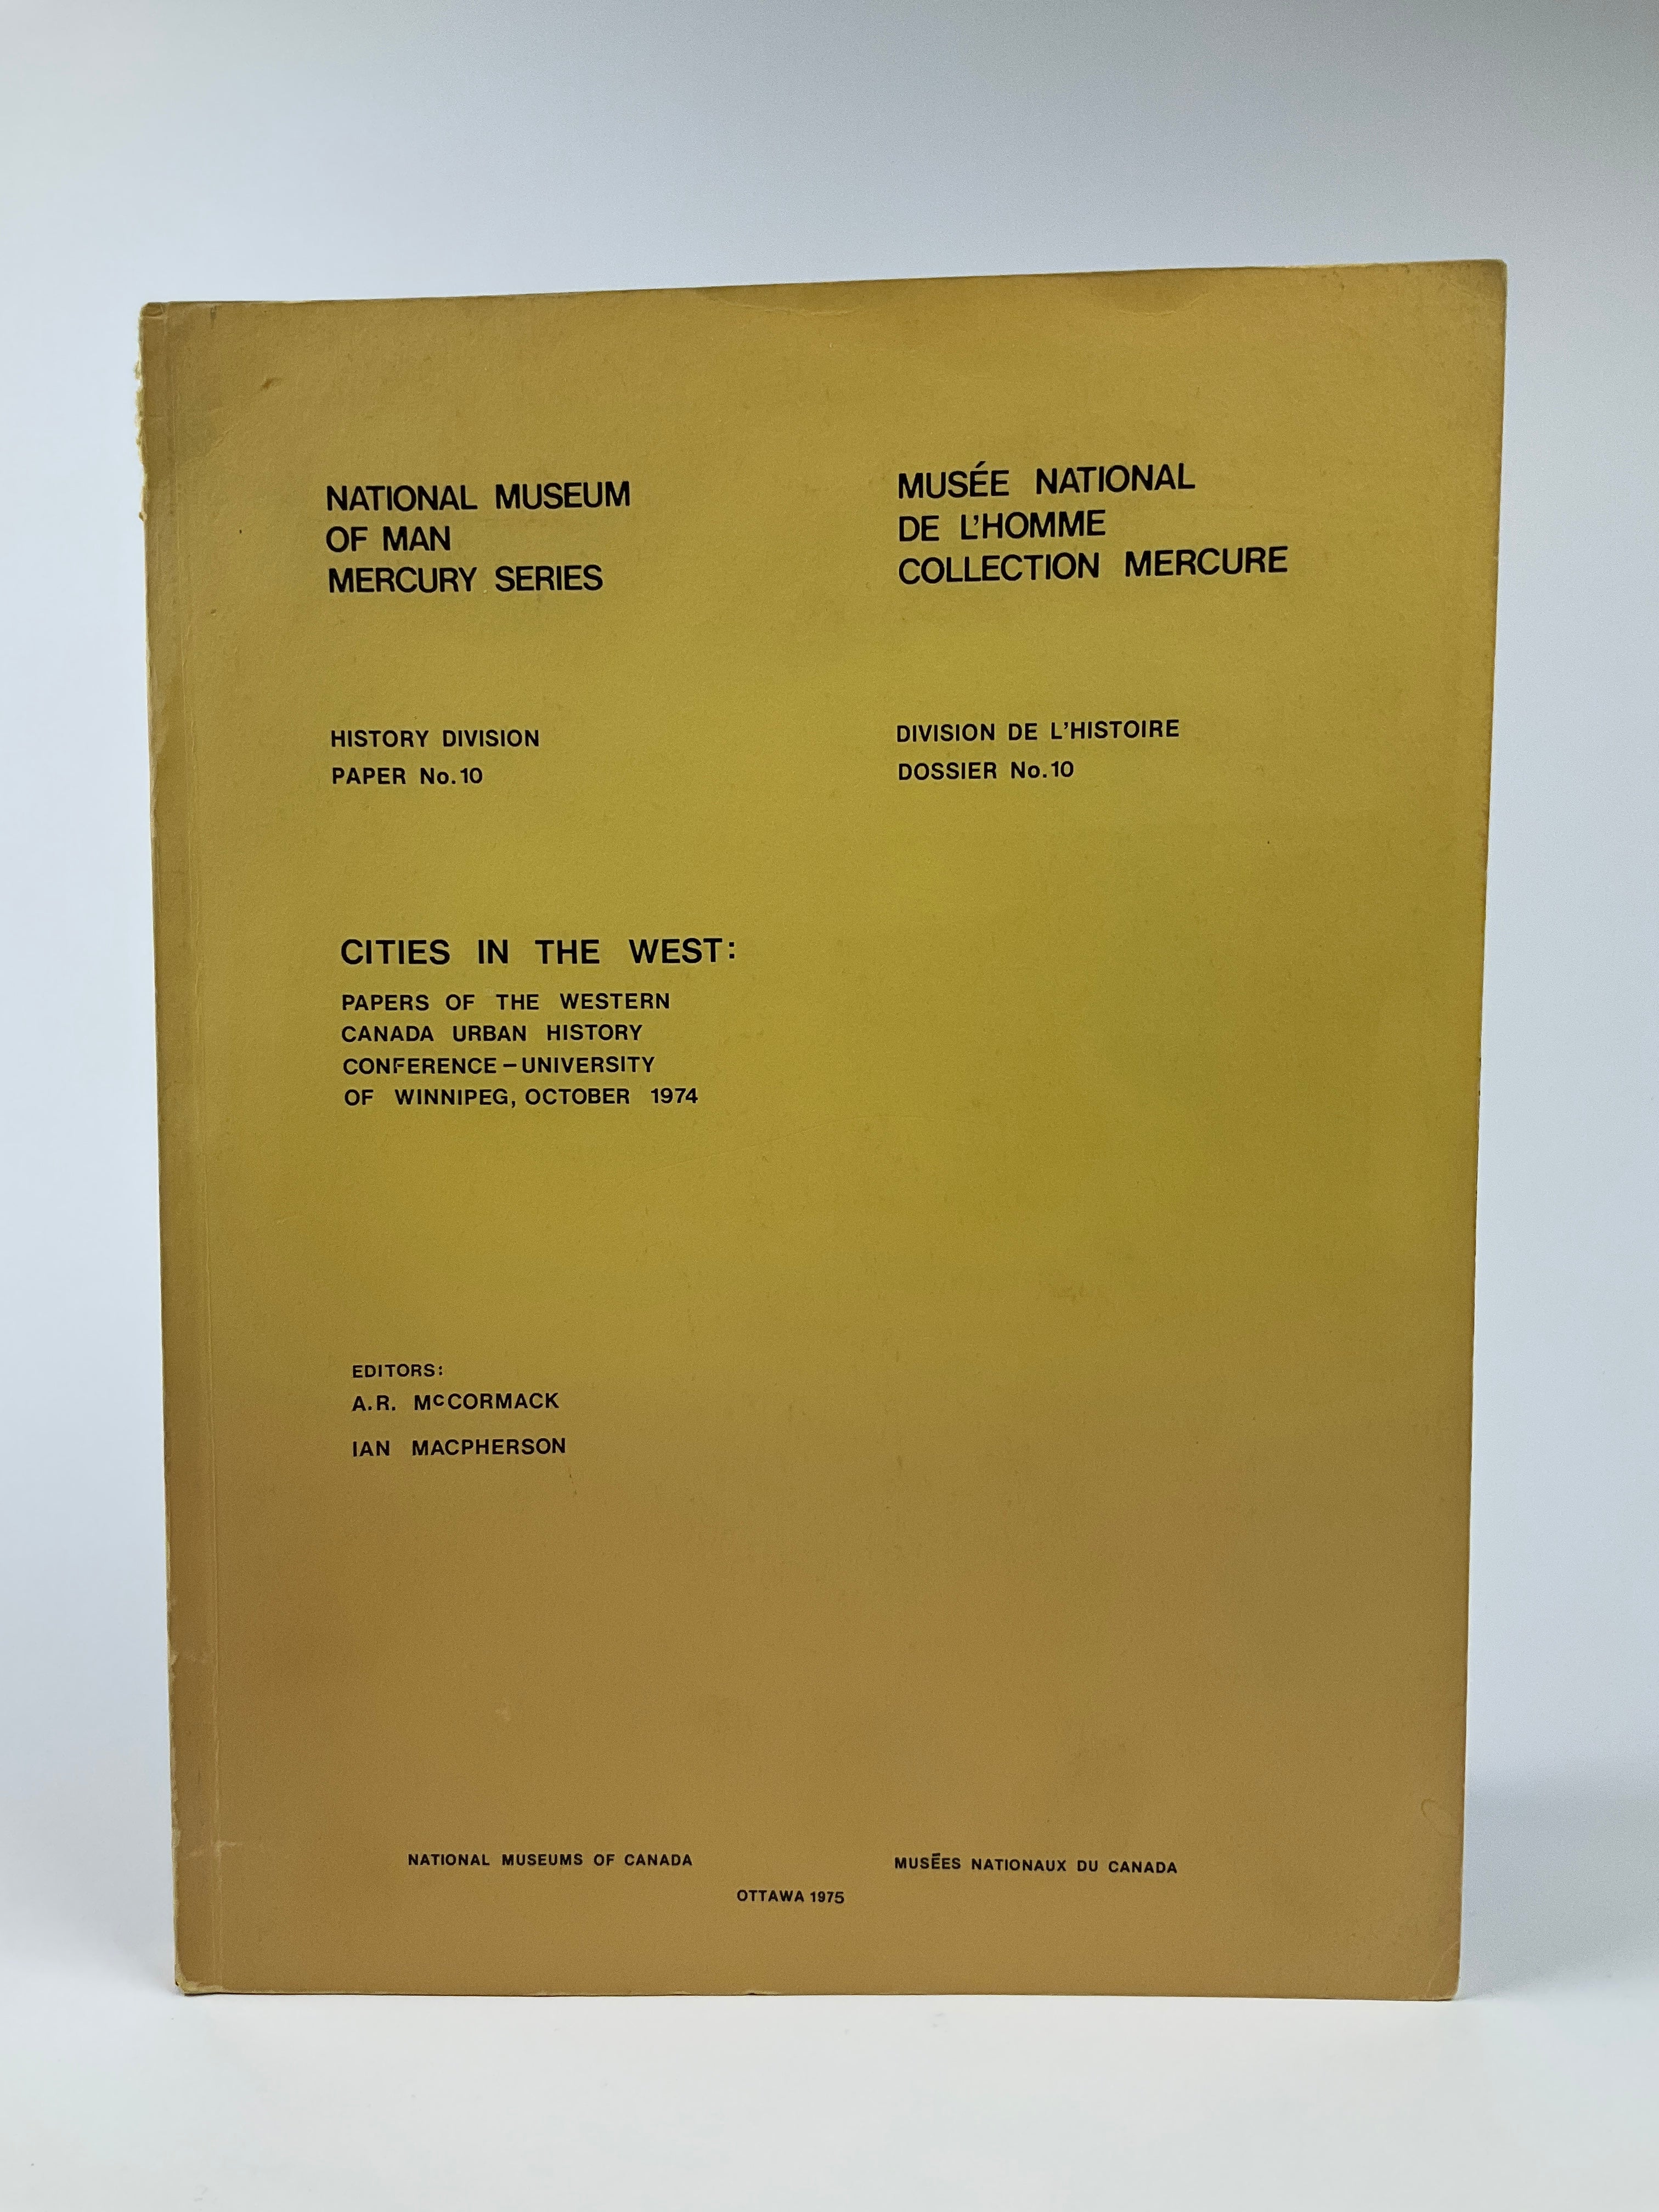 NATIONAL MUSEUM
OF MAN
MERCURY SERIES
MUSÉE NATIONAL
DE L'HOMME
COLLECTION MERCURE
HISTORY DIVISION
PAPER No. 10
DIVISION DE L'HISTOIRE
DOSSIER No. 10
CITIES IN THE WEST:
PAPERS OF THE WESTERN
CANADA URBAN HISTORY
CONFERENCE – UNIVERSITY
OF WINNIPEG, OCTOBER 1974
EDITORS:
A.R. McCORMACK
IAN MACPHERSON
NATIONAL MUSEUMS OF CANADA
MUSÉES NATIONAUX DU CANADA
OTTAWA 1975